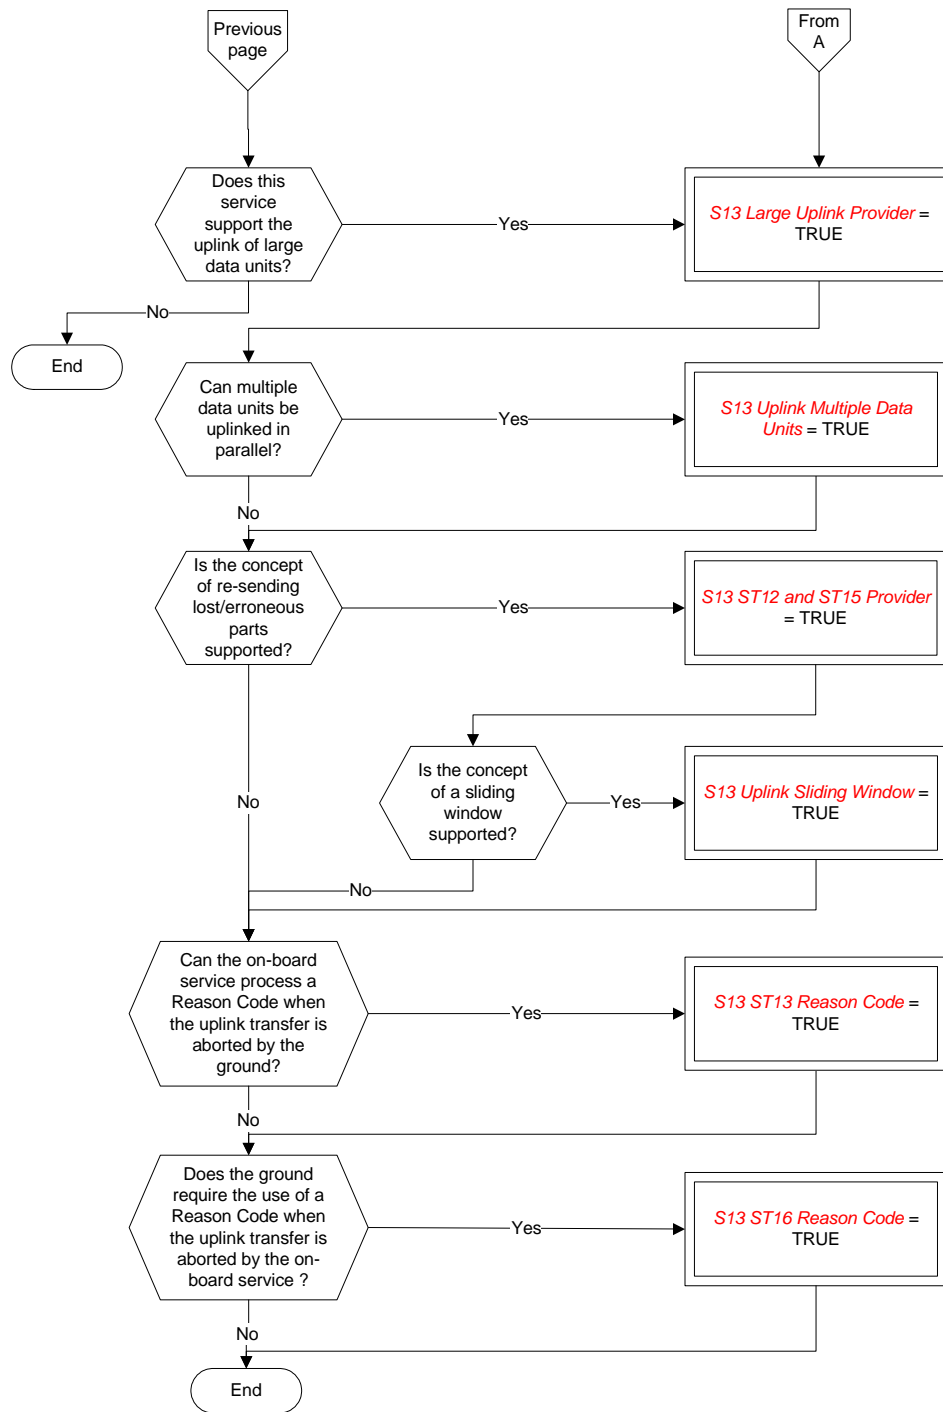 Previous
page
From
A
Does this
service
support the
uplink of large
data units?
Yes
S13 Large Uplink Provider =
TRUE
No
End
Can multiple
data units be
uplinked in
parallel?
Yes
S13 Uplink Multiple Data
Units = TRUE
No
Is the concept
of re-sending
lost/erroneous
parts
supported?
Yes
S13 ST12 and ST15 Provider
= TRUE
No
Is the concept
of a sliding
window
supported?
Yes
S13 Uplink Sliding Window =
TRUE
No
Can the on-board
service process a
Reason Code when
the uplink transfer is
aborted by the
ground?
Yes
S13 ST13 Reason Code =
TRUE
No
Does the ground
require the use of a
Reason Code when
the uplink transfer is
aborted by the on-
board service ?
Yes
S13 ST16 Reason Code =
TRUE
No
End